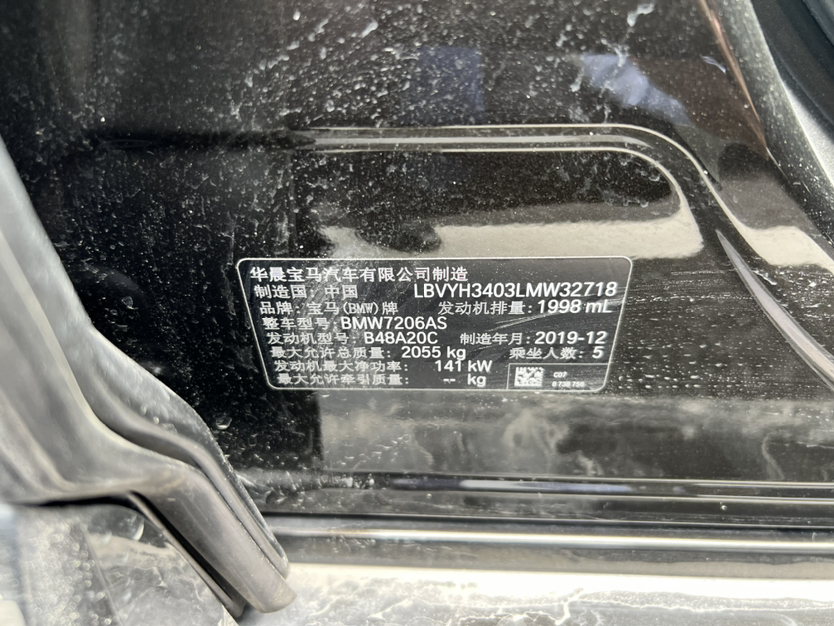 华晨宝马汽车有限公司制造
制造国: 中国 LBVYH3403LMW32718
品牌: 宝马(BMW)牌 发动机排量: 1998 mL
整车型号: BMW7206AS
发动机型号: B48A20C 制造年月: 2019-12
最大允许总质量: 2055 kg 乘坐人数: 5
发动机最大净功率: 141 kW
最大允许牵引质量: -- kg
C07